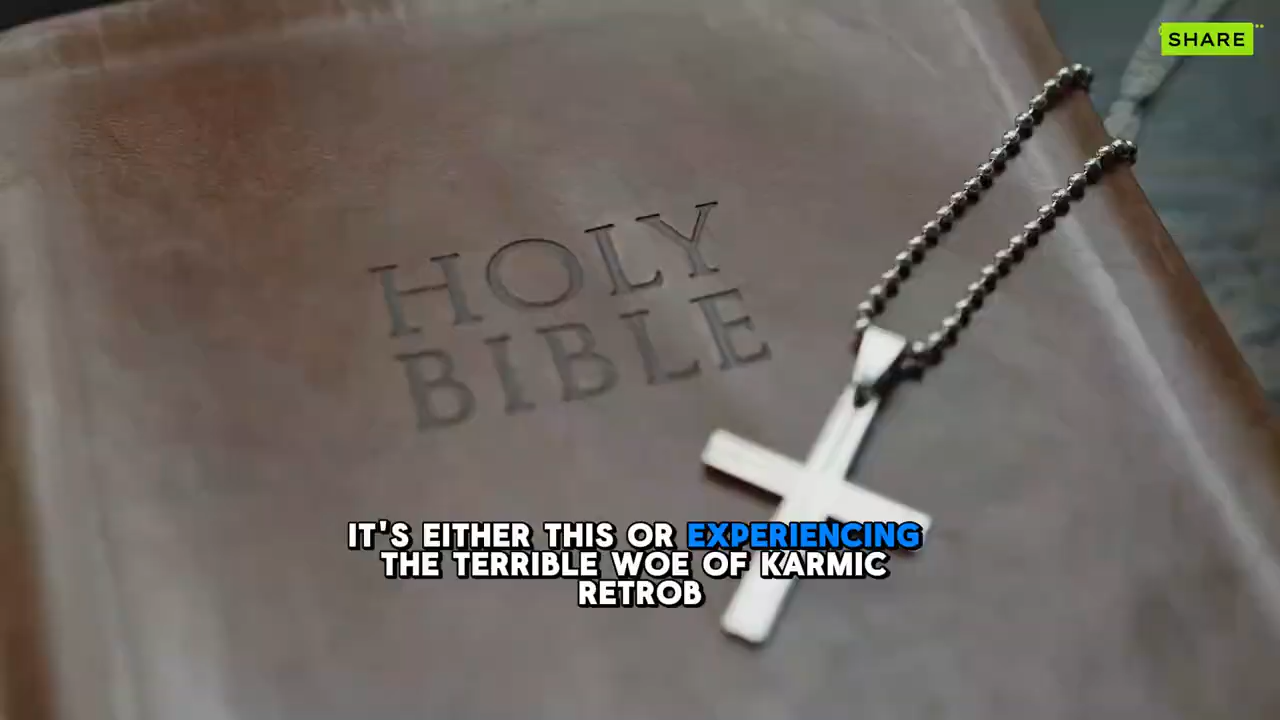 SHARE
HOLY
BIBLE
IT'S EITHER THIS OR EXPERIENCING
THE TERRIBLE WOE OF KARMIC
RETROB